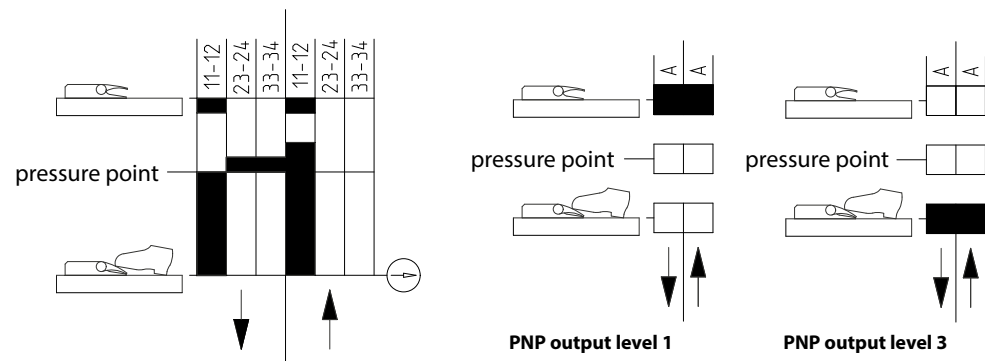 11-12
23-24
33-34
11-12
23-24
33-34
pressure point
A A
pressure point
PNP output level 1
A A
pressure point
PNP output level 3